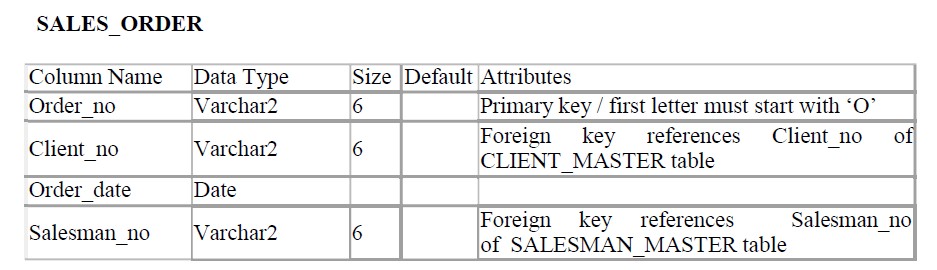 SALES_ORDER
Column Name Data Type Size Default Attributes
Order_no Varchar2 6 Primary key / first letter must start with ‘O’
Client_no Varchar2 6 Foreign key references Client_no of
CLIENT_MASTER table
Order_date Date
Salesman_no Varchar2 6 Foreign key references Salesman_no
of SALESMAN_MASTER table